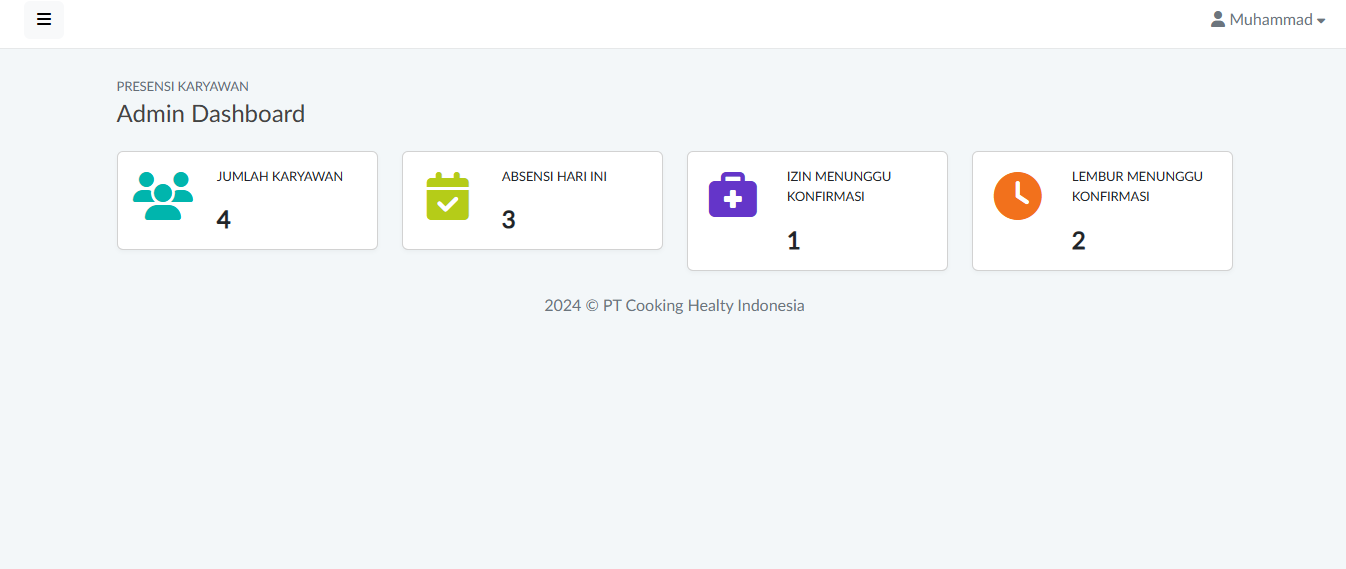 Muhammad
PRESENSI KARYAWAN
Admin Dashboard
JUMLAH KARYAWAN
4
ABSENSI HARI INI
3
IZIN MENUNGGU
KONFIRMASI
1
LEMBUR MENUNGGU
KONFIRMASI
2
2024 © PT Cooking Healty Indonesia